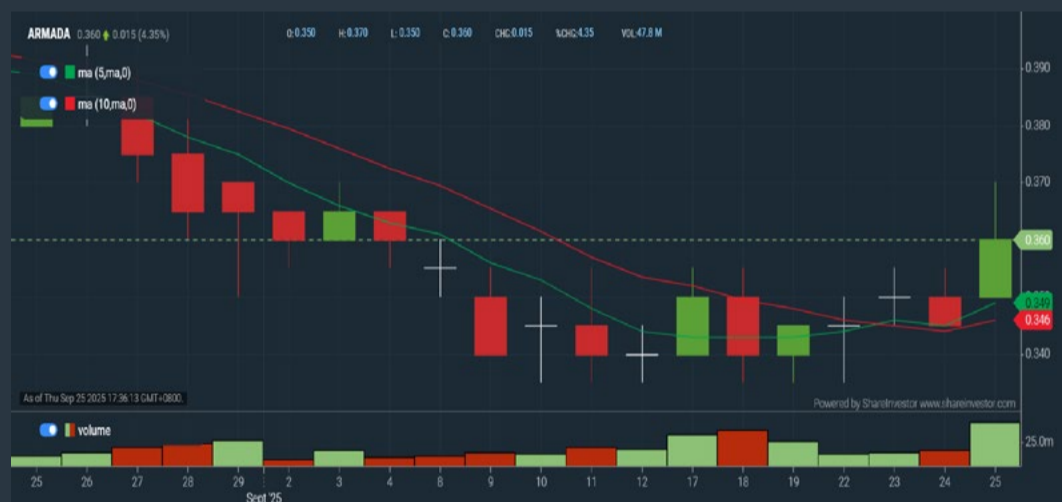 ARMADA 0.360 0.015 (4.35%) O:0.350 H:0.370 L:0.350 C:0.360 CHG:0.015 %CHG:4.35 VOL:47.8 M
ma (5,ma,0)
ma (10,ma,0)
0.390
0.380
0.370
0.360
0.349
0.346
0.340
As of Thu Sep 25 2025 17:36:13 GMT+0800.
Powered by ShareInvestor www.shareinvestor.com
volume
25.0m
25 26 27 28 29 2 3 4 8 9 10 11 12 17 18 19 22 23 24 25
Sept '25